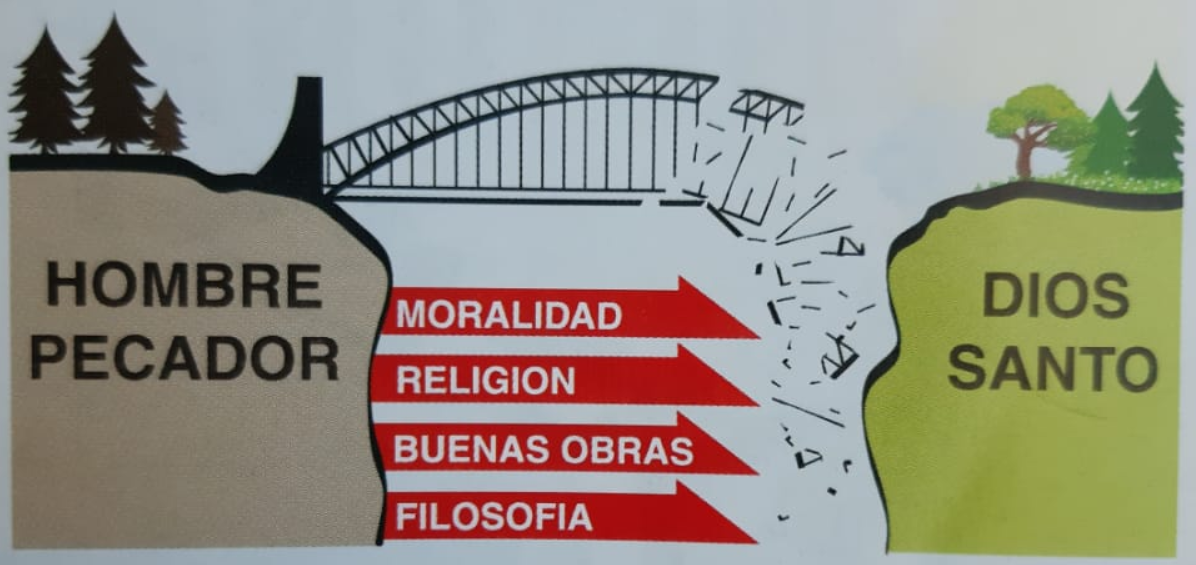 HOMBRE
PECADOR
MORALIDAD
RELIGION
BUENAS OBRAS
FILOSOFIA
DIOS
SANTO